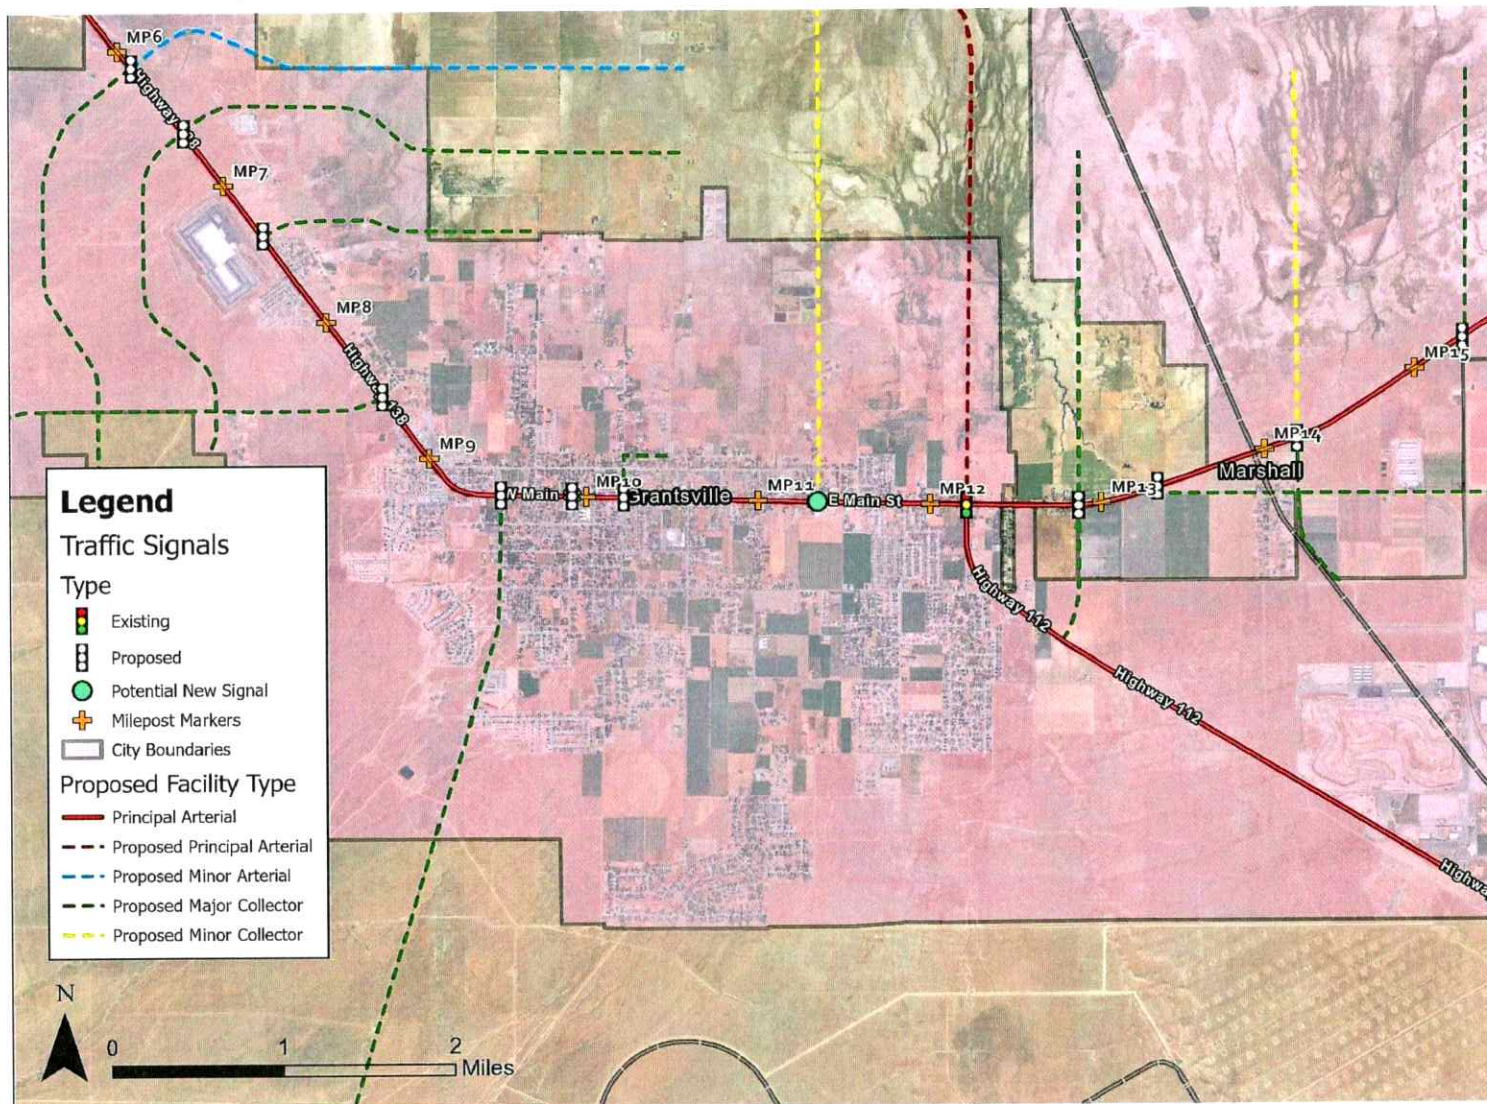 MP6
Highway 138
MP7
MP8
Highway 138
MP9
MP10
MP11
MP12
MP13
MP14
MP15
W Main St
Grantsville
E Main St
Marshall
Highway 112
Highway 112
Highway
Legend
Traffic Signals
Type
Existing
Proposed
Potential New Signal
Milepost Markers
City Boundaries
Proposed Facility Type
Principal Arterial
Proposed Principal Arterial
Proposed Minor Arterial
Proposed Major Collector
Proposed Minor Collector
N
0 1 2
Miles